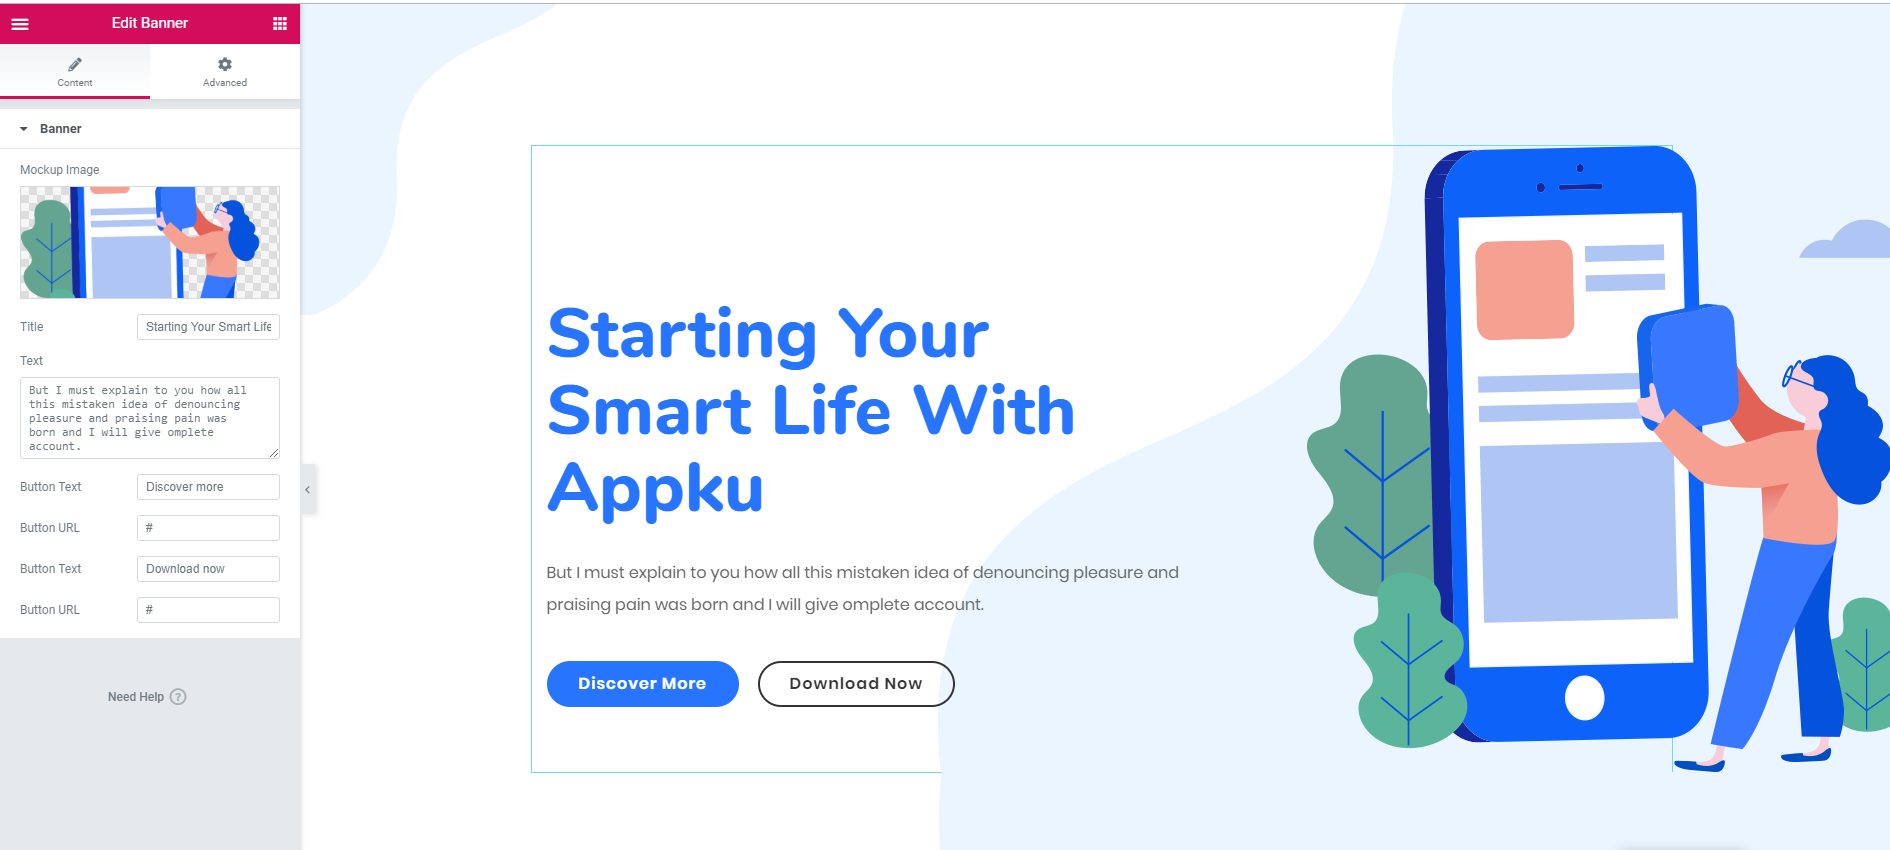 Edit Banner
Content
Advanced
Banner
Mockup Image
Title
Starting Your Smart Life
Text
But I must explain to you how all
this mistaken idea of denouncing
pleasure and praising pain was
born and I will give omplete
account.
Button Text
Discover more
Button URL
#
Button Text
Download now
Button URL
#
Need Help ?
Starting Your
Smart Life With
Appku
But I must explain to you how all this mistaken idea of denouncing pleasure and
praising pain was born and I will give omplete account.
Discover More
Download Now